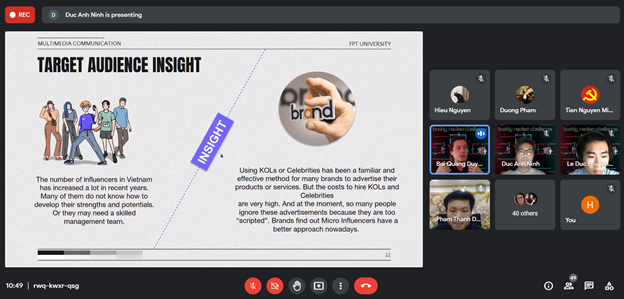 REC
D Duc Anh Ninh is presenting
MULTIMEDIA COMMUNICATION
FPT UNIVERSITY
TARGET AUDIENCE INSIGHT
brand
INSIGHT
The number of influencers in Vietnam
has increased a lot in recent years.
Many of them do not know how to
develop their strengths and potentials.
Or they may need a skilled
management team.
Using KOLs or Celebrities has been a familiar and
effective method for many brands to advertise their
products or services. But the costs to hire KOLs and
Celebrities
are very high. And at the moment, so many people
ignore these advertisements because they are too
"scripted". Brands find out Micro Influencers have a
better approach nowadays.
32
Hieu Nguyen
Duong Pham
Tien Nguyen Mi...
Bai Quang Duy...
Duc Anh Ninh
Le Duc
Pham Thanh D...
40 others
H
You
10:49 | rwq-kwxr-qsg
49